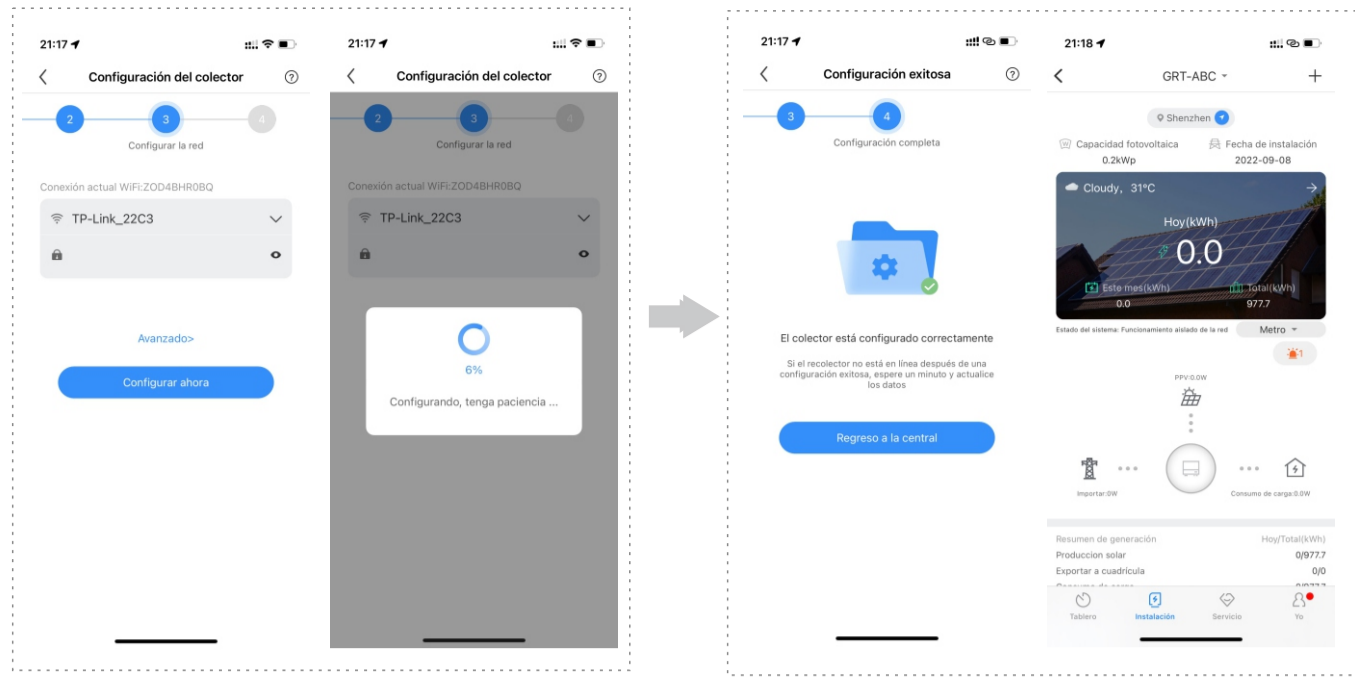 21:17
Configuración del colector
?
2
3
4
Configurar la red
Conexión actual WiFi:ZOD4BHR0BQ
TP-Link_22C3
Avanzado>
Configurar ahora
21:17
Configuración del colector
?
2
3
4
Configurar la red
Conexión actual WiFi:ZOD4BHR0BQ
TP-Link_22C3
6%
Configurando, tenga paciencia ...
21:17
Configuración exitosa
?
3
4
Configuración completa
El colector está configurado correctamente
Si el recolector no está en línea después de una
configuración exitosa, espere un minuto y actualice
los datos
Regreso a la central
21:18
GRT-ABC
Shenzhen
Capacidad fotovoltaica
0.2kWp
Fecha de instalación
2022-09-08
Cloudy, 31°C
Hoy(kWh)
0.0
Este mes(kWh)
0.0
Total(kWh)
977.7
Estado del sistema: Funcionamiento aislado de la red
Metro
1
PPV:0.0W
Importar:0W
Consumo de carga:0.0W
Resumen de generación Hoy/Total(kWh)
Produccion solar 0/977.7
Exportar a cuadrícula 0/0
Consumo de carga 0/977.7
Tablero
Instalación
Servicio
Yo